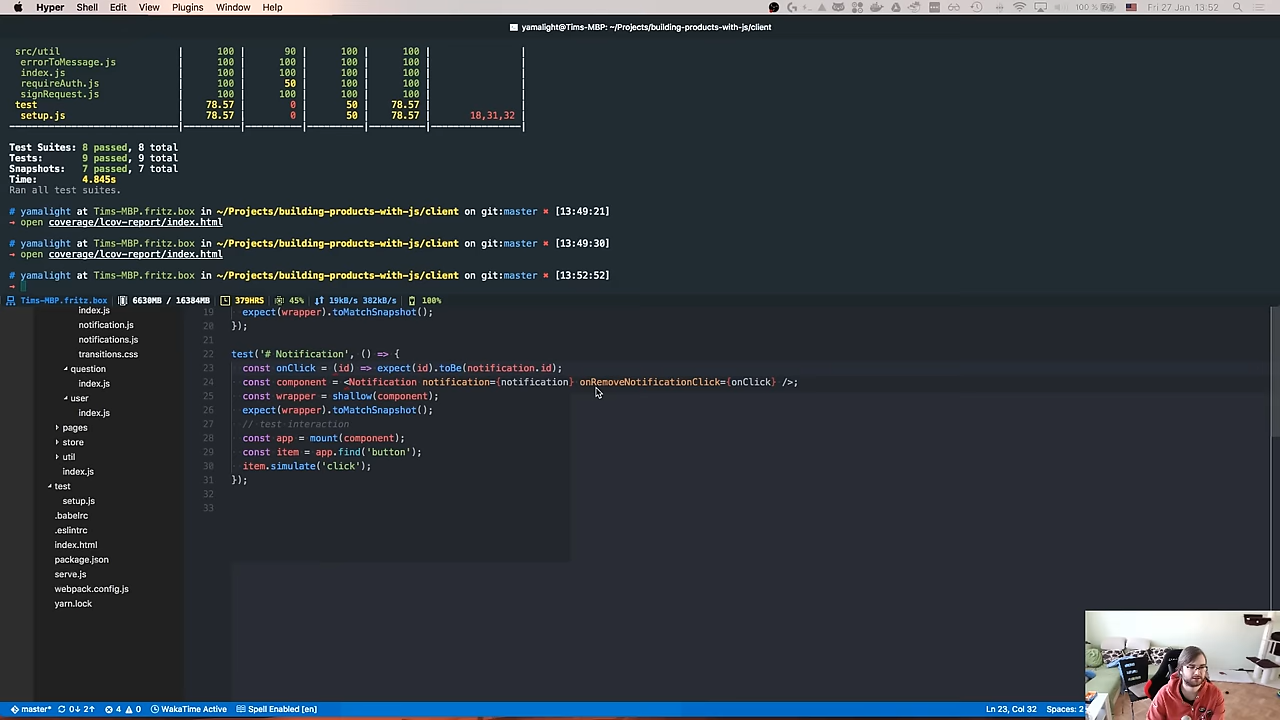 Hyper Shell Edit View Plugins Window Help 100 % Fri 27 Jan 13:52
yamalight@Tims-MBP: ~/Projects/building-products-with-js/client
src/util | 100 | 90 | 100 | 100 | |
errorToMessage.js | 100 | 100 | 100 | 100 | |
index.js | 100 | 100 | 100 | 100 | |
requireAuth.js | 100 | 50 | 100 | 100 | |
signRequest.js | 100 | 100 | 100 | 100 | |
test | 78.57 | 0 | 50 | 78.57 | |
setup.js | 78.57 | 0 | 50 | 78.57 | 18,31,32 |
Test Suites: 8 passed, 8 total
Tests: 9 passed, 9 total
Snapshots: 7 passed, 7 total
Time: 4.845s
Ran all test suites.
# yamalight at Tims-MBP.fritz.box in ~/Projects/building-products-with-js/client on git:master ✖ [13:49:21]
→ open coverage/lcov-report/index.html
# yamalight at Tims-MBP.fritz.box in ~/Projects/building-products-with-js/client on git:master ✖ [13:49:30]
→ open coverage/lcov-report/index.html
# yamalight at Tims-MBP.fritz.box in ~/Projects/building-products-with-js/client on git:master ✖ [13:52:52]
→
Tims-MBP.fritz.box 6630MB / 16384MB 379HRS 45% 19kB/s 382kB/s 100%
index.js
notification.js
notifications.js
transitions.css
question
index.js
user
index.js
pages
store
util
index.js
test
setup.js
.babelrc
.eslintrc
index.html
package.json
serve.js
webpack.config.js
yarn.lock
19 expect(wrapper).toMatchSnapshot();
20 });
21
22 test('# Notification', () => {
23 const onClick = (id) => expect(id).toBe(notification.id);
24 const component = <Notification notification={notification} onRemoveNotificationClick={onClick} />;
25 const wrapper = shallow(component);
26 expect(wrapper).toMatchSnapshot();
27 // test interaction
28 const app = mount(component);
29 const item = app.find('button');
30 item.simulate('click');
31 });
32
33
master* 0↓ 2↑ 4 0 WakaTime Active Spell Enabled [en] Ln 23, Col 32 Spaces: 2